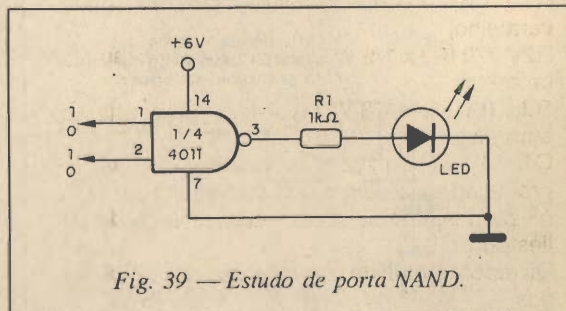 +6V
14
R1
1kΩ
1
0
1
1/4
4011
3
1
0
2
7
LED
Fig. 39 — Estudo de porta NAND.